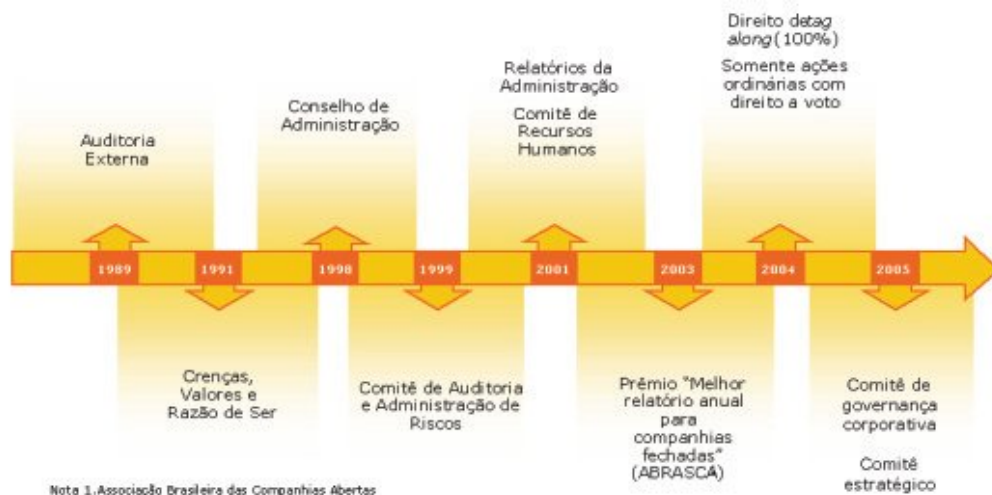 Direito detag
along (100%)
Somente ações
ordinárias com
direito a voto
Relatórios da
Administração
Comitê de
Recursos
Humanos
Conselho de
Administração
Auditoria
Externa
1989
1991
1998
1999
2001
2003
2004
2005
Crenças,
Valores e
Razão de Ser
Comitê de Auditoria
e Administração de
Riscos
Prêmio "Melhor
relatório anual
para
companhias
fechadas"
(ABRASCA)
Comitê de
governança
corporativa
Comitê
estratégico
Nota 1.Associação Brasileira das Companhias Abertas